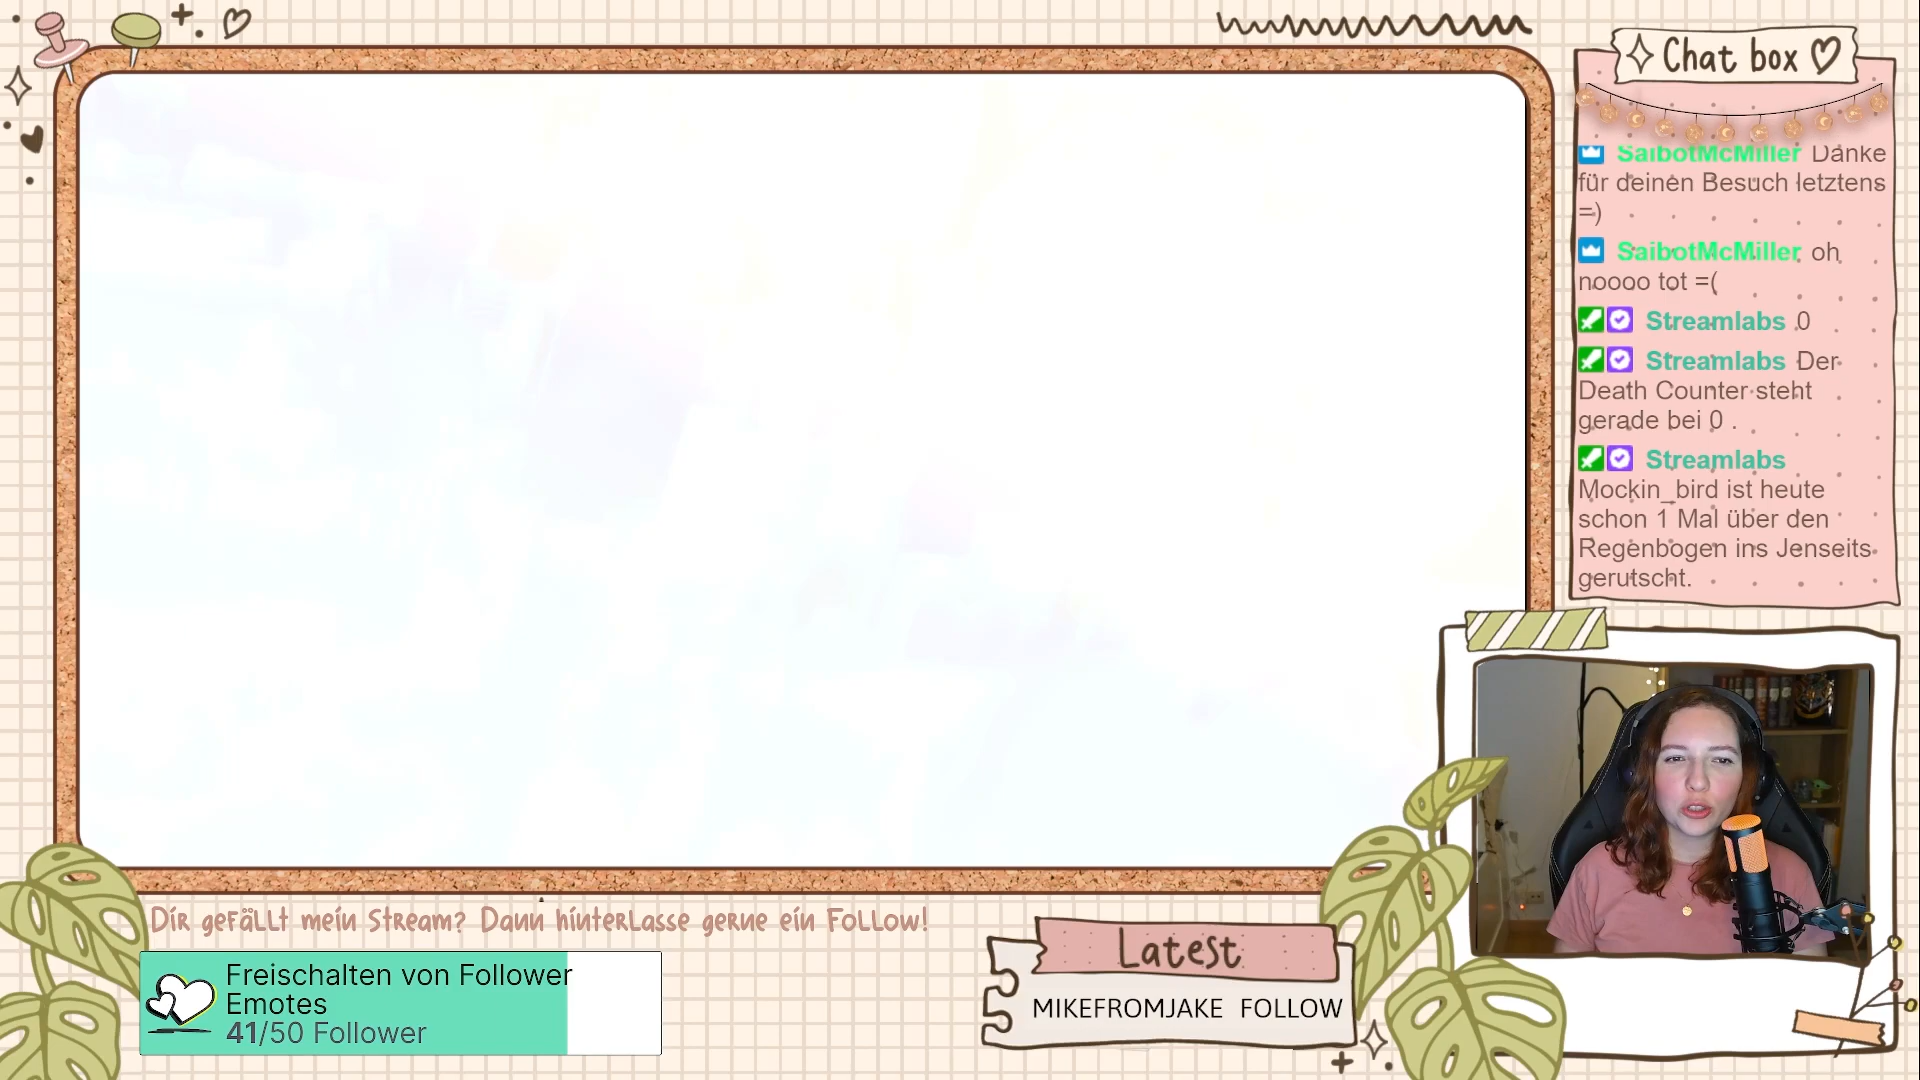 Chat box
SaibotMcMiller Danke
für deinen Besuch letztens
=)
SaibotMcMiller oh
noooo tot =(
Streamlabs 0
Streamlabs Der
Death Counter steht
gerade bei 0 .
Streamlabs
Mockin_bird ist heute
schon 1 Mal über den
Regenbogen ins Jenseits
gerutscht.
Dir gefällt mein Stream? Dann hinterlasse gerne ein Follow!
Freischalten von Follower
Emotes
41/50 Follower
Latest
MIKEFROMJAKE FOLLOW